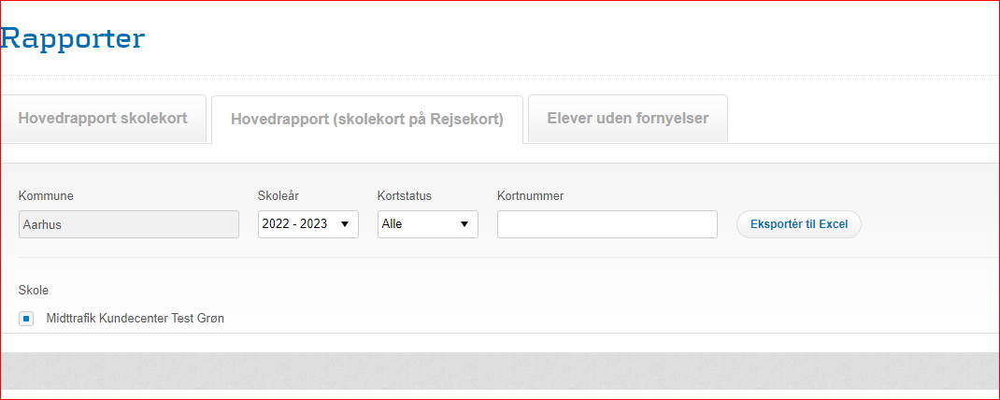 Rapporter
Hovedrapport skolekort Hovedrapport (skolekort på Rejsekort) Elever uden fornyelser
Kommune Skoleår Kortstatus Kortnummer
Aarhus 2022 - 2023 Alle Eksportér til Excel
Skole
Midttrafik Kundecenter Test Grøn